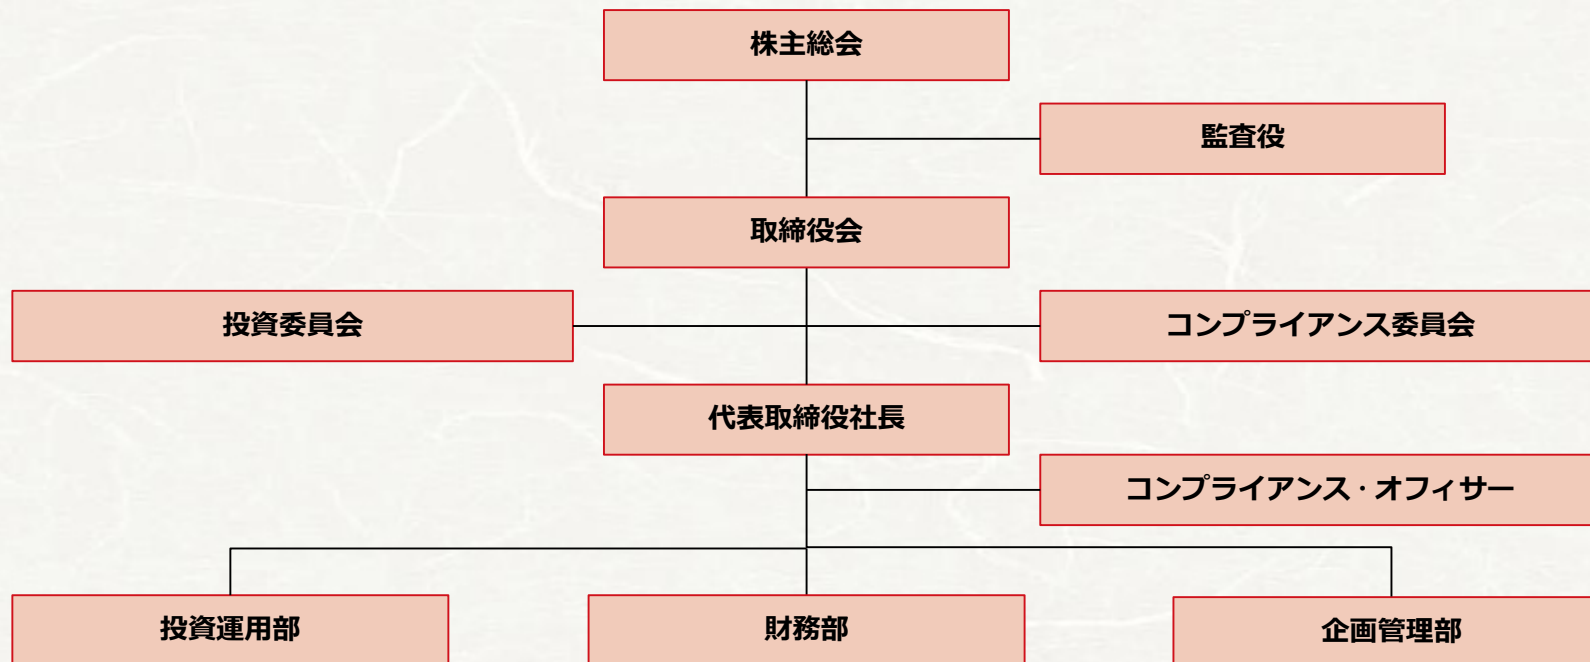 株主総会
監査役
取締役会
投資委員会
コンプライアンス委員会
代表取締役社長
コンプライアンス・オフィサー
投資運用部
財務部
企画管理部